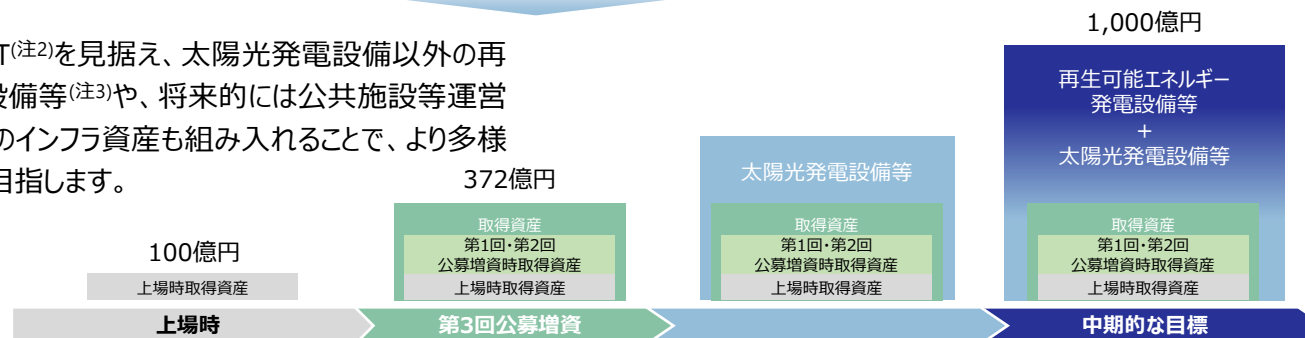 1,000億円
T(注2)を見据え、太陽光発電設備以外の再
設備等(注3)や、将来的には公共施設等運営
のインフラ資産も組み入れることで、より多様
目指します。
再生可能エネルギー
発電設備等
+
太陽光発電設備等
太陽光発電設備等
372億円
取得資産
第1回・第2回
公募増資時取得資産
上場時取得資産
取得資産
第1回・第2回
公募増資時取得資産
上場時取得資産
取得資産
第1回・第2回
公募増資時取得資産
上場時取得資産
100億円
上場時取得資産
上場時
第3回公募増資
中期的な目標